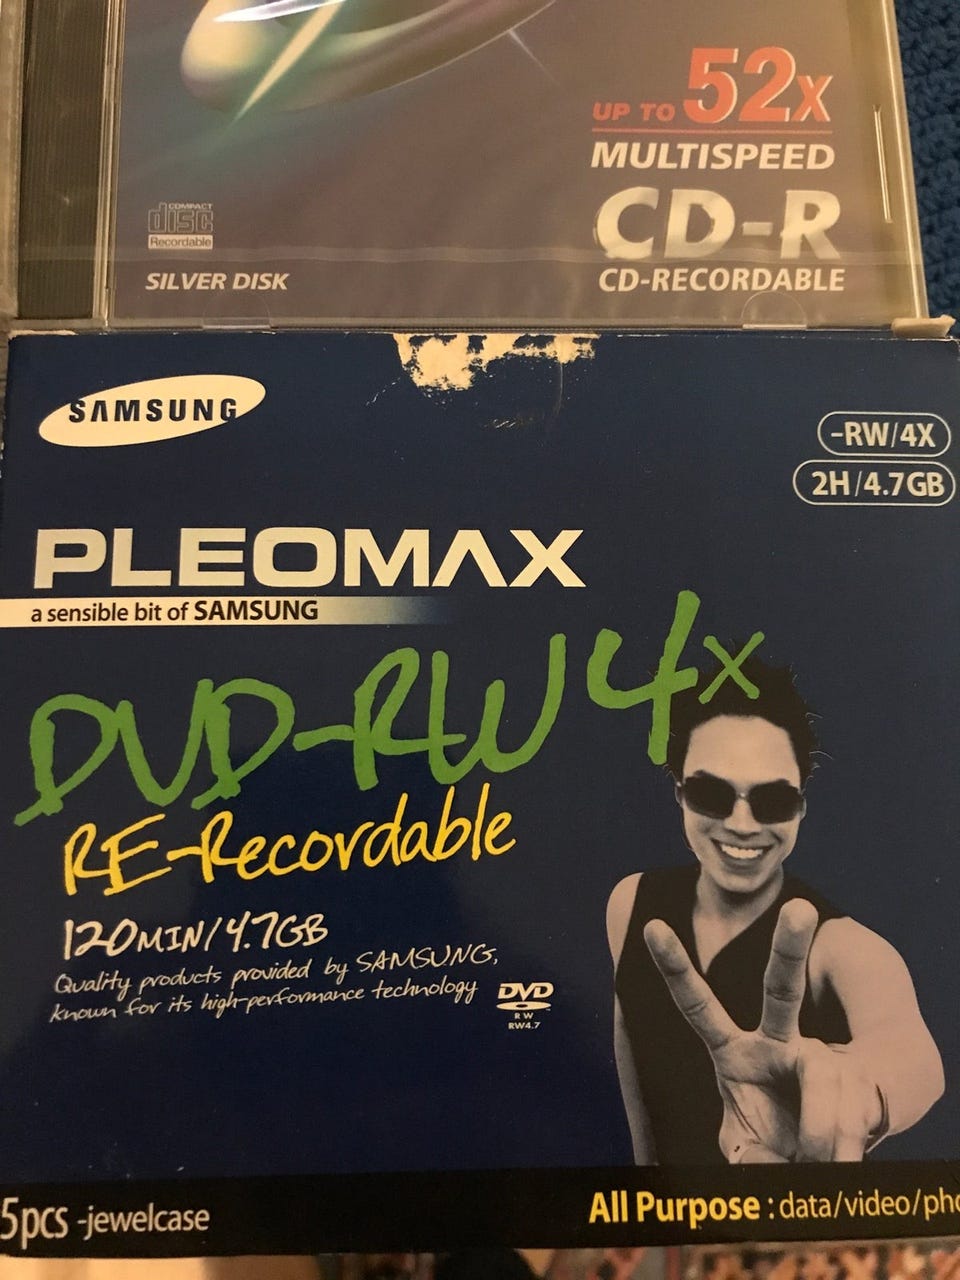 UP TO 52x
MULTISPEED
CD-R
CD-RECORDABLE
COMPACT
disc
Recordable
SILVER DISK
SAMSUNG
-RW/4X
2H/4.7GB
PLEOMAX
a sensible bit of SAMSUNG
DVD-RW 4x
RE-Recordable
120MIN/4.7GB
Quality products provided by SAMSUNG,
known for its high-performance technology
DVD
RW
RW4.7
5pcs -jewelcase
All Purpose : data/video/pho